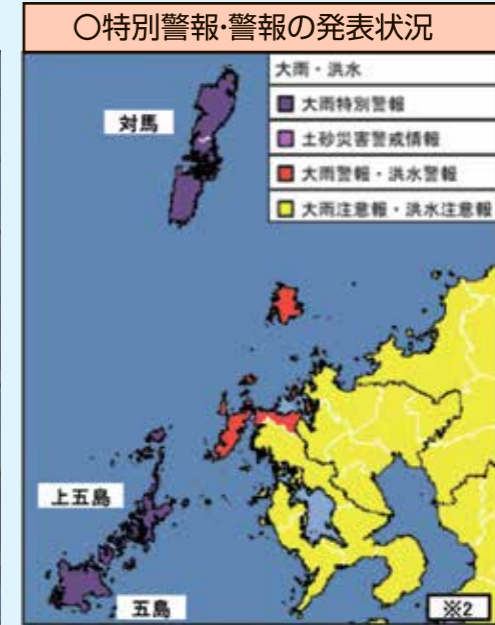 〇特別警報・警報の発表状況
大雨・洪水
大雨特別警報
土砂災害警戒情報
大雨警報・洪水警報
大雨注意報・洪水注意報
対馬
上五島
五島
※2